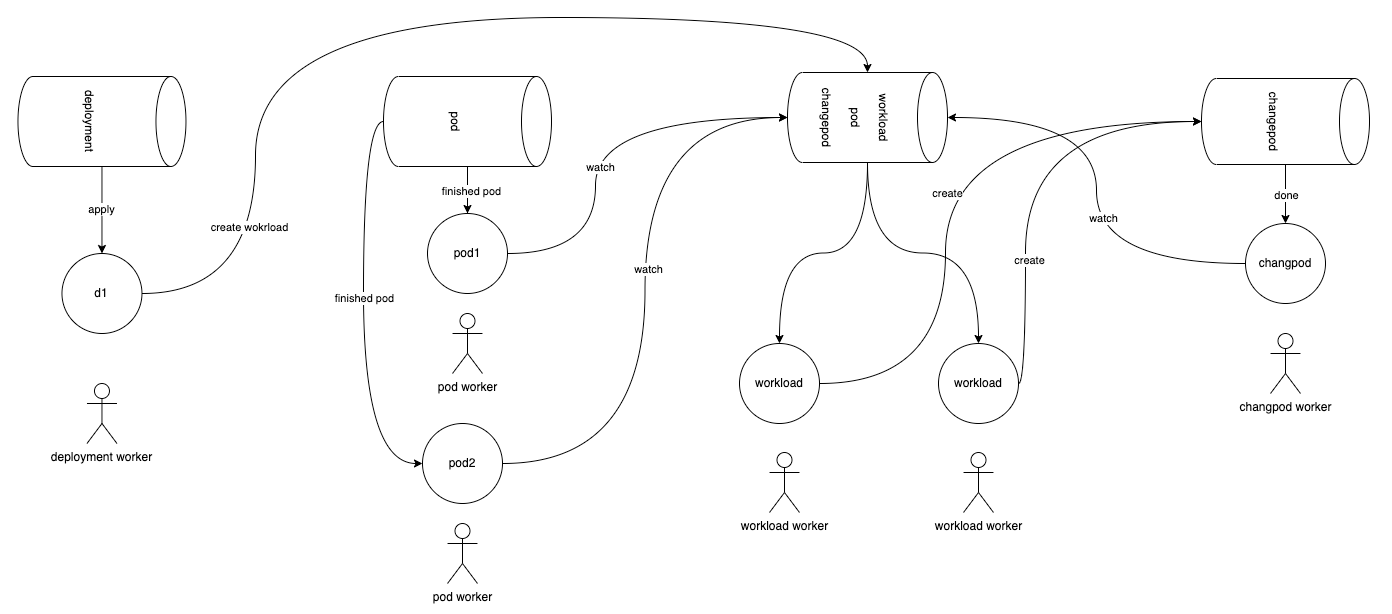 deployment
pod
workload
pod
changepod
changepod
apply
finished pod
watch
create wokrload
create
done
watch
d1
pod1
watch
create
changpod
finished pod
pod worker
workload
workload
changpod worker
deployment worker
pod2
workload worker
workload worker
pod worker